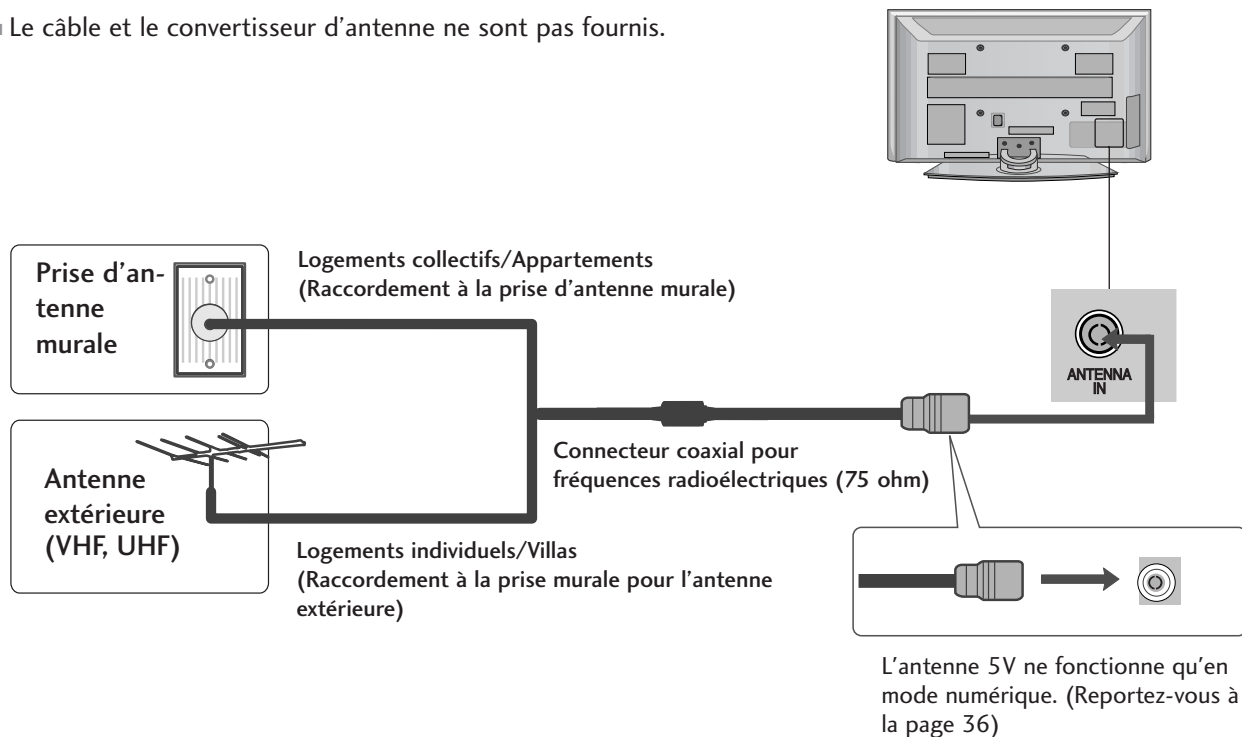 Le câble et le convertisseur d'antenne ne sont pas fournis.
Prise d'an-
tenne
murale
Logements collectifs/Appartements
(Raccordement à la prise d'antenne murale)
ANTENNA
IN
Antenne
extérieure
(VHF, UHF)
Connecteur coaxial pour
fréquences radioélectriques (75 ohm)
Logements individuels/Villas
(Raccordement à la prise murale pour l'antenne
extérieure)
L'antenne 5V ne fonctionne qu'en
mode numérique. (Reportez-vous à
la page 36)